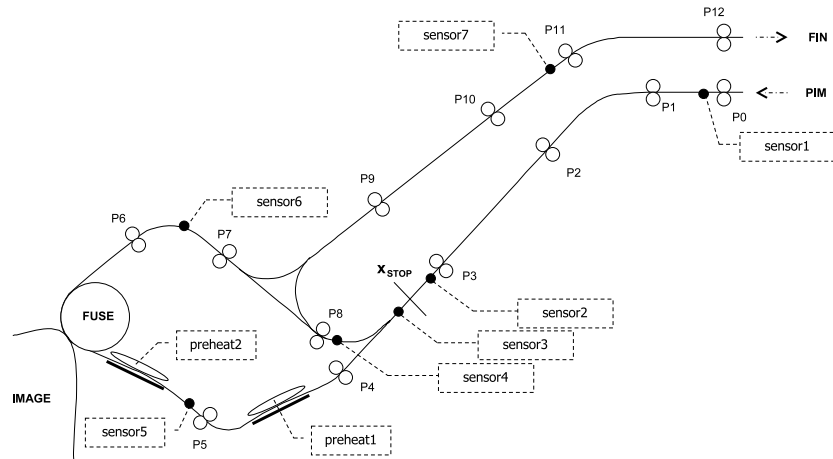 P12
sensor7
P11
FIN
PIM
P10
P1
P0
sensor1
P2
sensor6
P9
P6
P7
XSTOP
P3
sensor2
P8
FUSE
sensor3
preheat2
sensor4
P4
IMAGE
sensor5
P5
preheat1